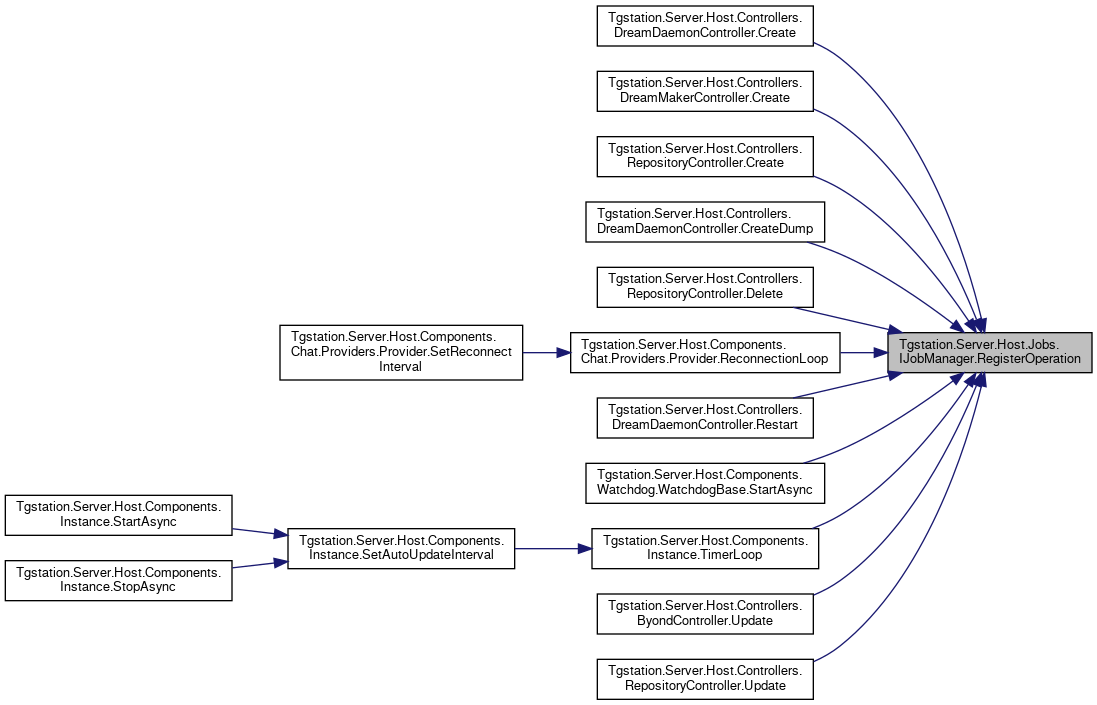 Tgstation.Server.Host.Controllers.
DreamDaemonController.Create
Tgstation.Server.Host.Controllers.
DreamMakerController.Create
Tgstation.Server.Host.Controllers.
RepositoryController.Create
Tgstation.Server.Host.Controllers.
DreamDaemonController.CreateDump
Tgstation.Server.Host.Controllers.
RepositoryController.Delete
Tgstation.Server.Host.Components.
Chat.Providers.Provider.SetReconnect
Interval
Tgstation.Server.Host.Components.
Chat.Providers.Provider.ReconnectionLoop
Tgstation.Server.Host.Jobs.
IJobManager.RegisterOperation
Tgstation.Server.Host.Controllers.
DreamDaemonController.Restart
Tgstation.Server.Host.Components.
Watchdog.WatchdogBase.StartAsync
Tgstation.Server.Host.Components.
Instance.StartAsync
Tgstation.Server.Host.Components.
Instance.StopAsync
Tgstation.Server.Host.Components.
Instance.SetAutoUpdateInterval
Tgstation.Server.Host.Components.
Instance.TimerLoop
Tgstation.Server.Host.Controllers.
ByondController.Update
Tgstation.Server.Host.Controllers.
RepositoryController.Update